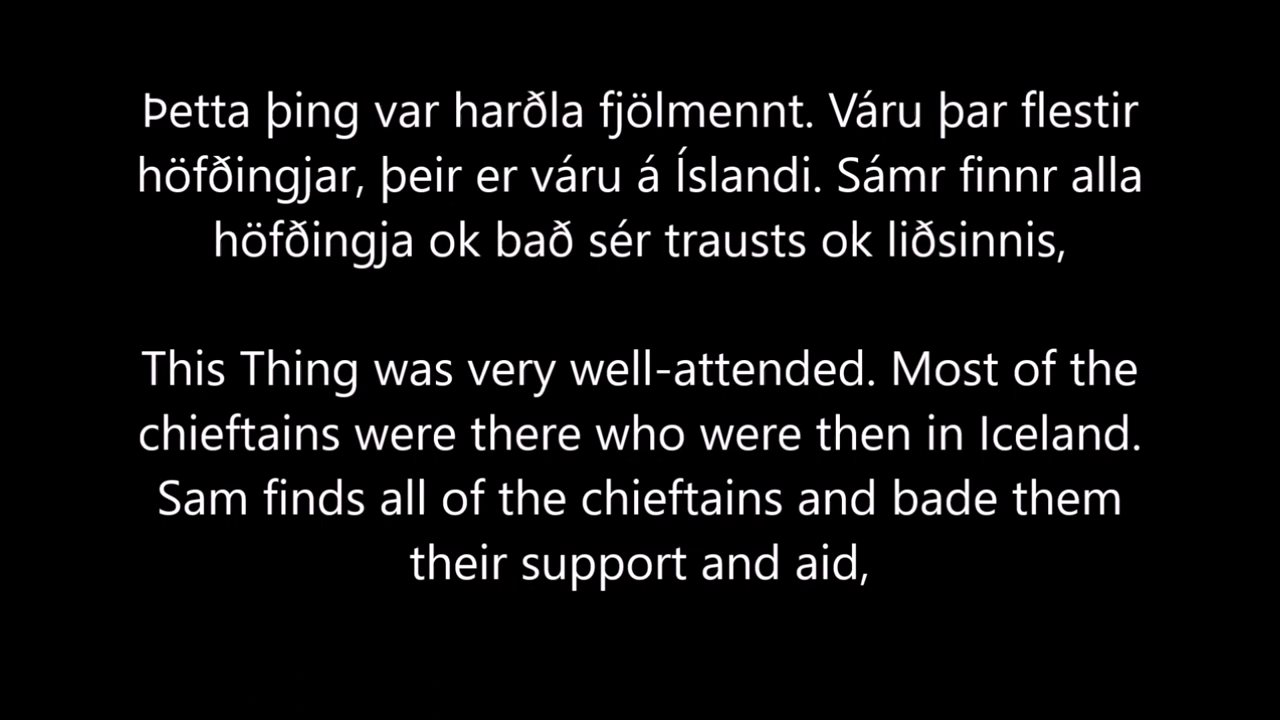 Þetta þing var harðla fjölmennt. Váru þar flestir
höfðingjar, þeir er váru á Íslandi. Sámr finnr alla
höfðingja ok bað sér trausts ok liðsinnis,
This Thing was very well-attended. Most of the
chieftains were there who were then in Iceland.
Sam finds all of the chieftains and bade them
their support and aid,